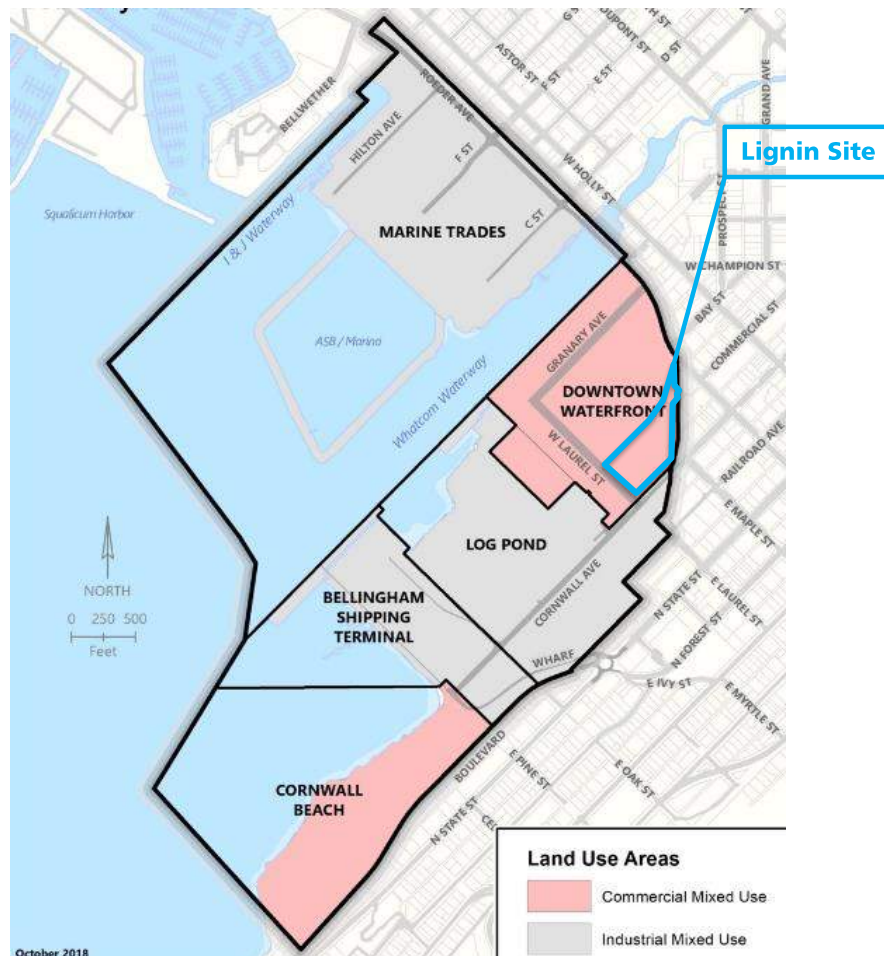 ROEDER AVE
ASTOR ST
DUPONT ST
F ST
E ST
D ST
GRAND AVE
BELLWETHER
HILTON AVE
F ST
W HOLLY ST
Lignin Site
PROSPECT ST
Squalicum Harbor
I & J Waterway
MARINE TRADES
C ST
W CHAMPION ST
BAY ST
COMMERCIAL ST
ASB / Marina
Whatcom Waterway
GRANARY AVE
DOWNTOWN
WATERFRONT
W LAUREL ST
RAILROAD AVE
E MAPLE ST
LOG POND
NORTH
0 250 500
Feet
BELLINGHAM
SHIPPING
TERMINAL
CORNWALL AVE
N STATE ST
E LAUREL ST
N FOREST ST
WHARF
E IVY ST
E MYRTLE ST
BOULEVARD
E PINE ST
E OAK ST
N STATE ST
CORNWALL
BEACH
Land Use Areas
Commercial Mixed Use
Industrial Mixed Use
October 2018